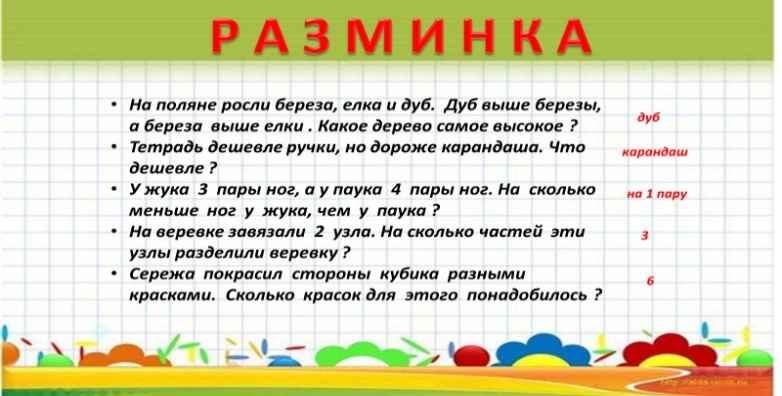 РАЗМИНКА
• На поляне росли береза, елка и дуб. Дуб выше березы,
а береза выше елки . Какое дерево самое высокое ?
дуб
• Тетрадь дешевле ручки, но дороже карандаша. Что
дешевле ?
карандаш
• У жука 3 пары ног, а у паука 4 пары ног. На сколько
меньше ног у жука, чем у паука ?
на 1 пару
• На веревке завязали 2 узла. На сколько частей эти
узлы разделили веревку ?
3
• Сережа покрасил стороны кубика разными
красками. Сколько красок для этого понадобилось ?
6
http://aida.ucoz.ru